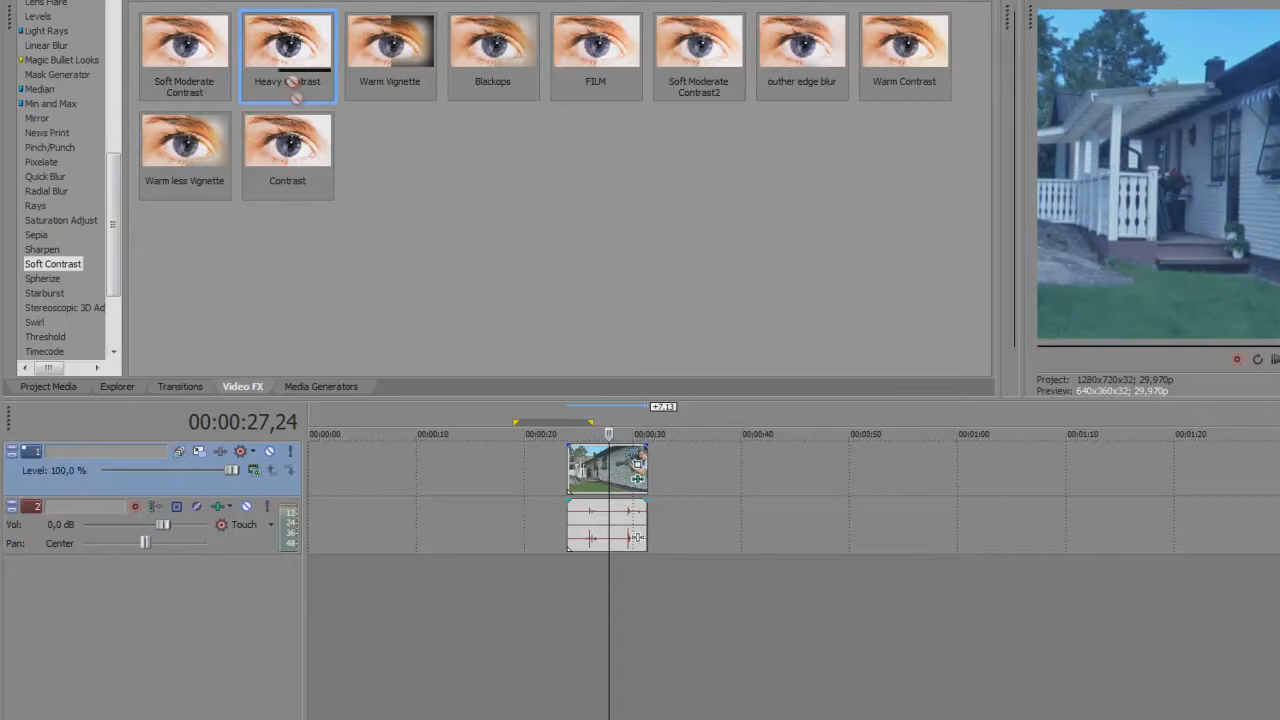 Lens Flare
Levels
Light Rays
Linear Blur
Magic Bullet Looks
Mask Generator
Median
Min and Max
Mirror
News Print
Pinch/Punch
Pixelate
Quick Blur
Radial Blur
Rays
Saturation Adjust
Sepia
Sharpen
Soft Contrast
Spherize
Starburst
Stereoscopic 3D Ad
Swirl
Threshold
Timecode
Soft Moderate
Contrast
Heavy Contrast
Warm Vignette
Blackops
FILM
Soft Moderate
Contrast2
outher edge blur
Warm Contrast
Warm less Vignette
Contrast
Project Media
Explorer
Transitions
Video FX
Media Generators
Project: 1280x720x32; 29,970p
Preview: 640x360x32; 29,970p
00:00:27,24
+7,13
00:00:00
00:00:10
00:00:20
00:00:30
00:00:40
00:00:50
00:01:00
00:01:10
00:01:20
1
Level: 100,0 %
2
Vol: 0,0 dB
Touch
Pan: Center
12-
24-
36-
48-